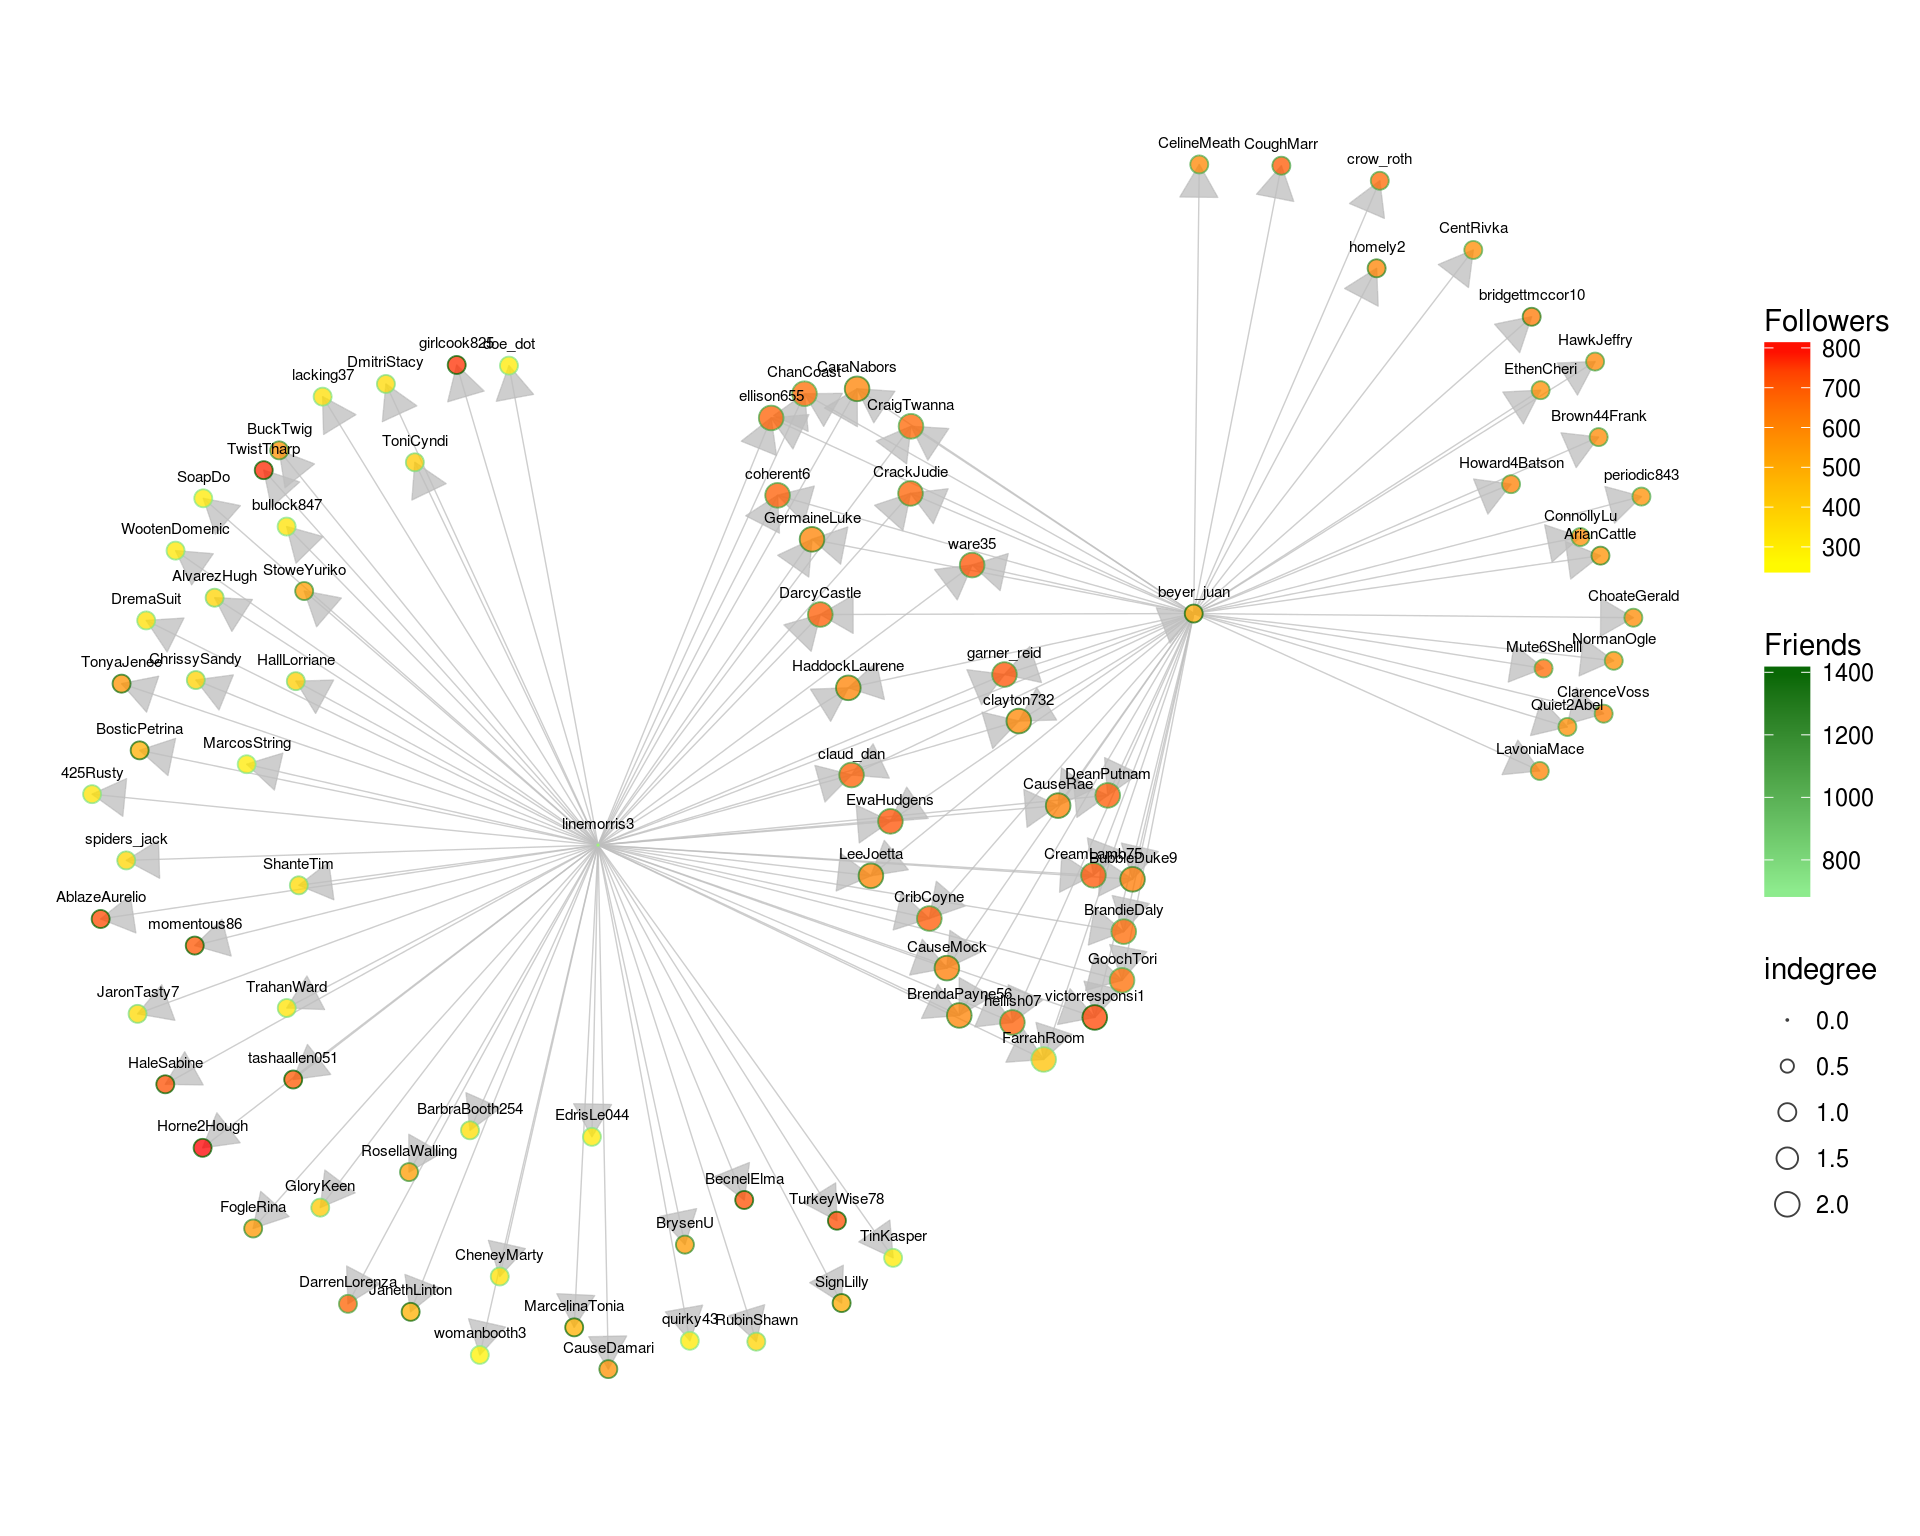 CelineMeath
CoughMarr
crow_roth
CentRivka
homely2
bridgettmccor10
HawkJeffry
EthenCheri
Brown44Frank
Howard4Batson
periodic843
ConnollyLu
ArianCattle
ChoateGerald
NormanOgle
Mute6Shelli
ClarenceVoss
Quiet2Abel
LavoniaMace
beyer_juan
girlcook825
doe_dot
DmitriStacy
lacking37
BuckTwig
TwistTharp
ToniCyndi
SoapDo
bullock847
WootenDomenic
AlvarezHugh
StoweYuriko
DremaSuit
TonyaJenee
ChrissySandy
HallLorriane
BosticPetrina
MarcosString
425Rusty
spiders_jack
ShanteTim
AblazeAurelio
momentous86
JaronTasty7
TrahanWard
HaleSabine
tashaallen051
Horne2Hough
linemorris3
CaraNabors
ChanCoast
ellison655
CraigTwanna
coherent6
CrackJudie
GermaineLuke
ware35
DarcyCastle
HaddockLaurene
garner_reid
clayton732
claud_dan
EwaHudgens
DeanPutnam
CauseRae
LeeJoetta
CreamLamb75
BubbleDuke9
CribCoyne
BrandieDaly
CauseMock
GoochTori
BrendaPayne56
hellish07
victorresponsi1
FarrahRoom
BarbraBooth254
EdrisLe044
RosellaWalling
GloryKeen
FogleRina
BecnelElma
TurkeyWise78
BrysenU
TinKasper
CheneyMarty
DarrenLorenza
JanethLinton
SignLilly
MarcelinaTonia
quirky43
RubinShawn
womanbooth3
CauseDamari
Followers
800
700
600
500
400
300
Friends
1400
1200
1000
800
indegree
0.0
0.5
1.0
1.5
2.0